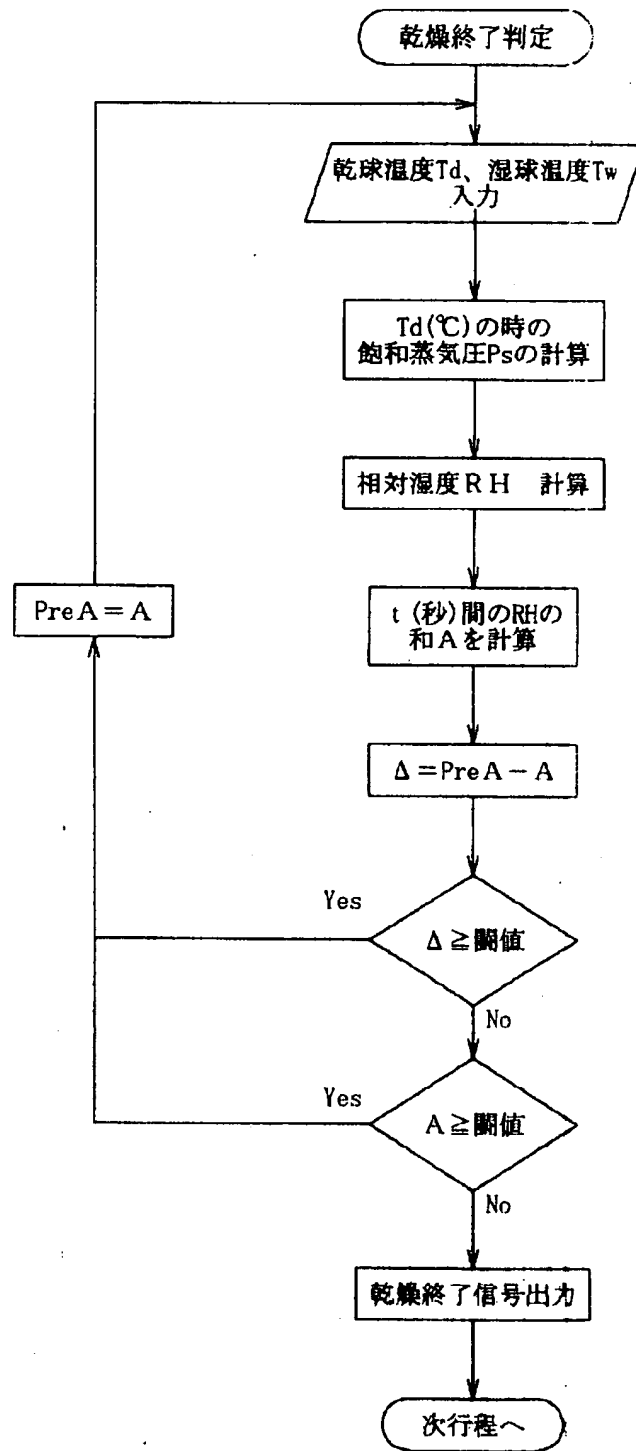 乾燥終了判定
乾球温度Td、湿球温度Tw
入力
Td(℃)の時の
飽和蒸気圧Psの計算
相対湿度RH 計算
PreA=A
t(秒)間のRHの
和Aを計算
Δ=PreA-A
Yes
Δ≧閾値
No
Yes
A≧閾値
No
乾燥終了信号出力
次行程へ